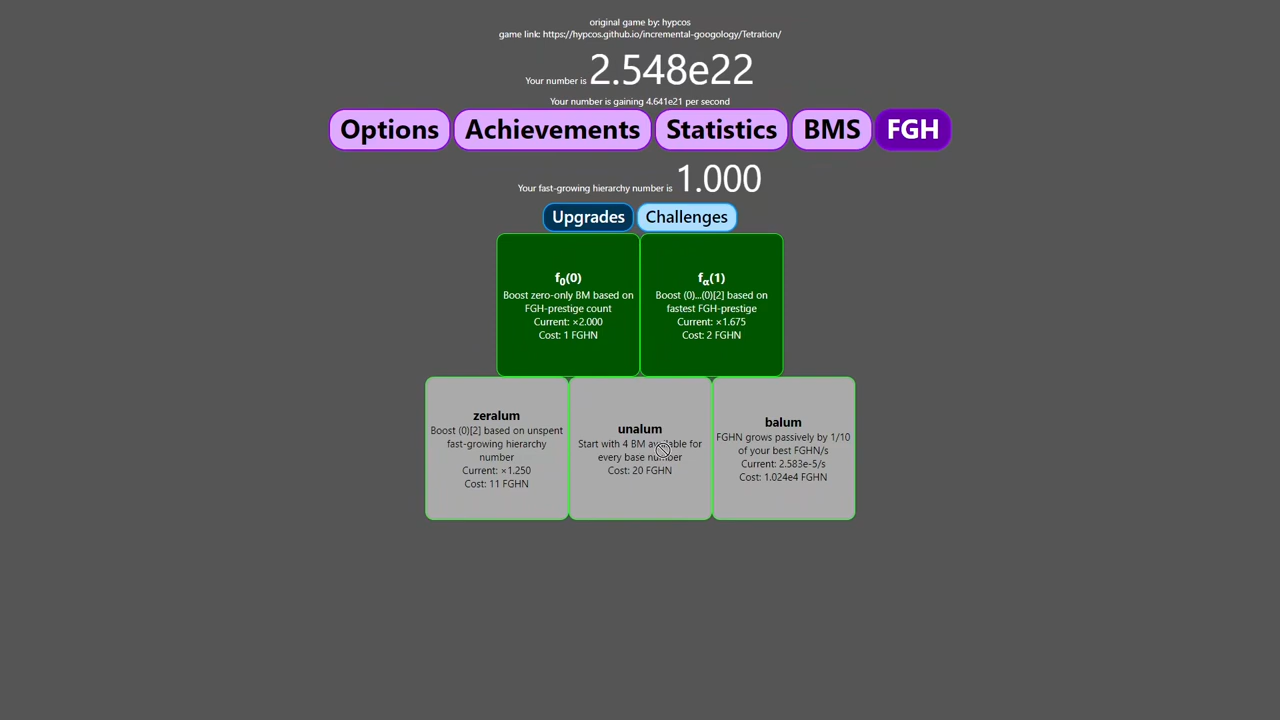 original game by: hypcos
game link: https://hypcos.github.io/incremental-googology/Tetration/
Your number is 2.548e22
Your number is gaining 4.641e21 per second
Options Achievements Statistics BMS FGH
Your fast-growing hierarchy number is 1.000
Upgrades Challenges
f₀(0)
Boost zero-only BM based on
FGH-prestige count
Current: ×2.000
Cost: 1 FGHN
fα(1)
Boost (0)...(0)[2] based on
fastest FGH-prestige
Current: ×1.675
Cost: 2 FGHN
zeralum
Boost (0)[2] based on unspent
fast-growing hierarchy
number
Current: ×1.250
Cost: 11 FGHN
unalum
Start with 4 BM available for
every base number
Cost: 20 FGHN
balum
FGHN grows passively by 1/10
of your best FGHN/s
Current: 2.583e-5/s
Cost: 1.024e4 FGHN